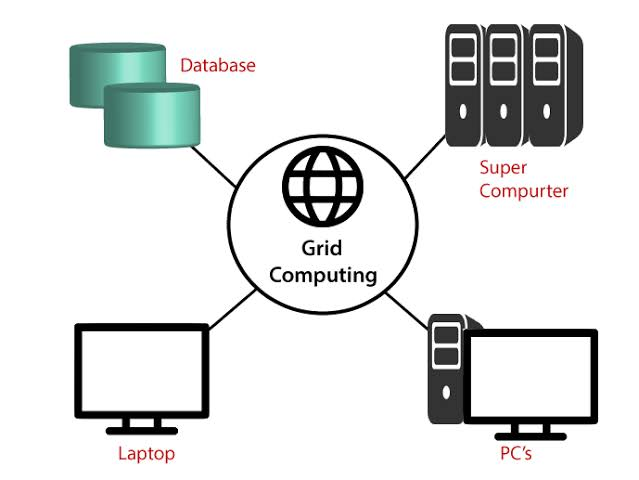 Database
Super
Compurter
Grid
Computing
Laptop
PC's